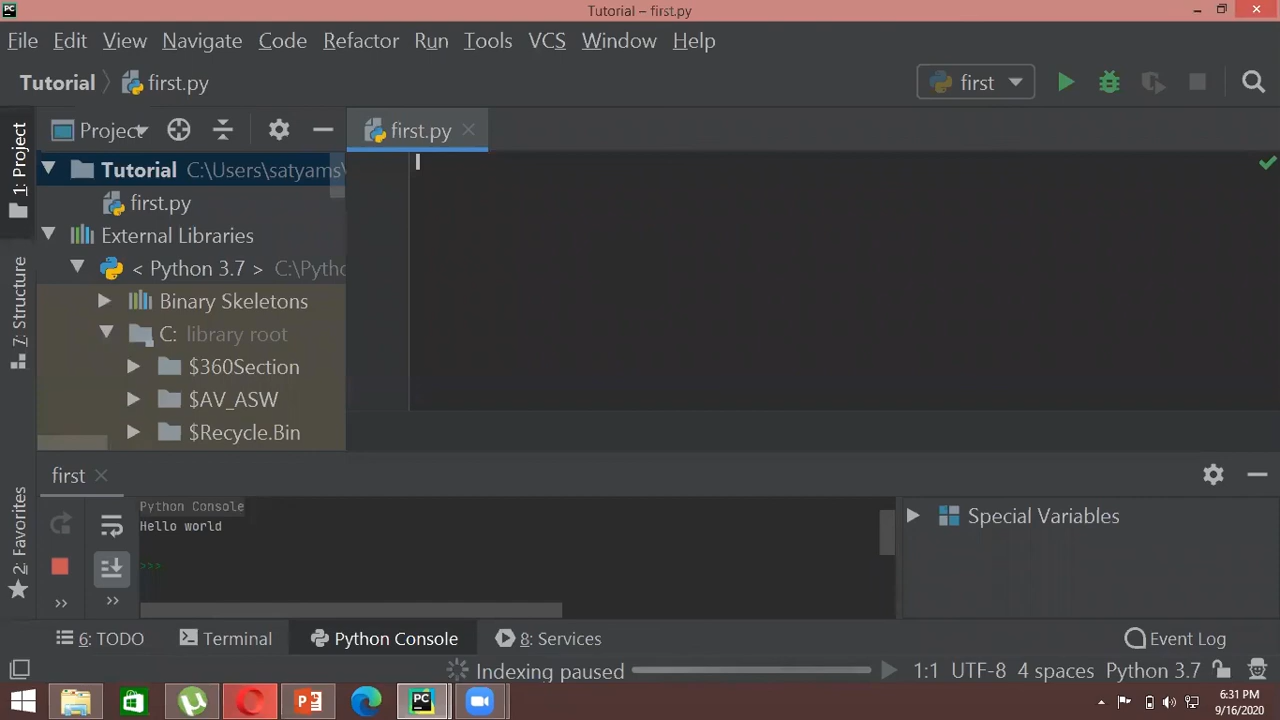 Tutorial – first.py
File Edit View Navigate Code Refactor Run Tools VCS Window Help
Tutorial first.py
first
1: Project
Project
first.py
Tutorial C:\Users\satyams\
first.py
External Libraries
< Python 3.7 > C:\Pytho
Binary Skeletons
C: library root
$360Section
$AV_ASW
$Recycle.Bin
7: Structure
2: Favorites
first
Python Console
Hello world
>>>
Special Variables
6: TODO Terminal Python Console 8: Services Event Log
Indexing paused 1:1 UTF-8 4 spaces Python 3.7
6:31 PM
9/16/2020